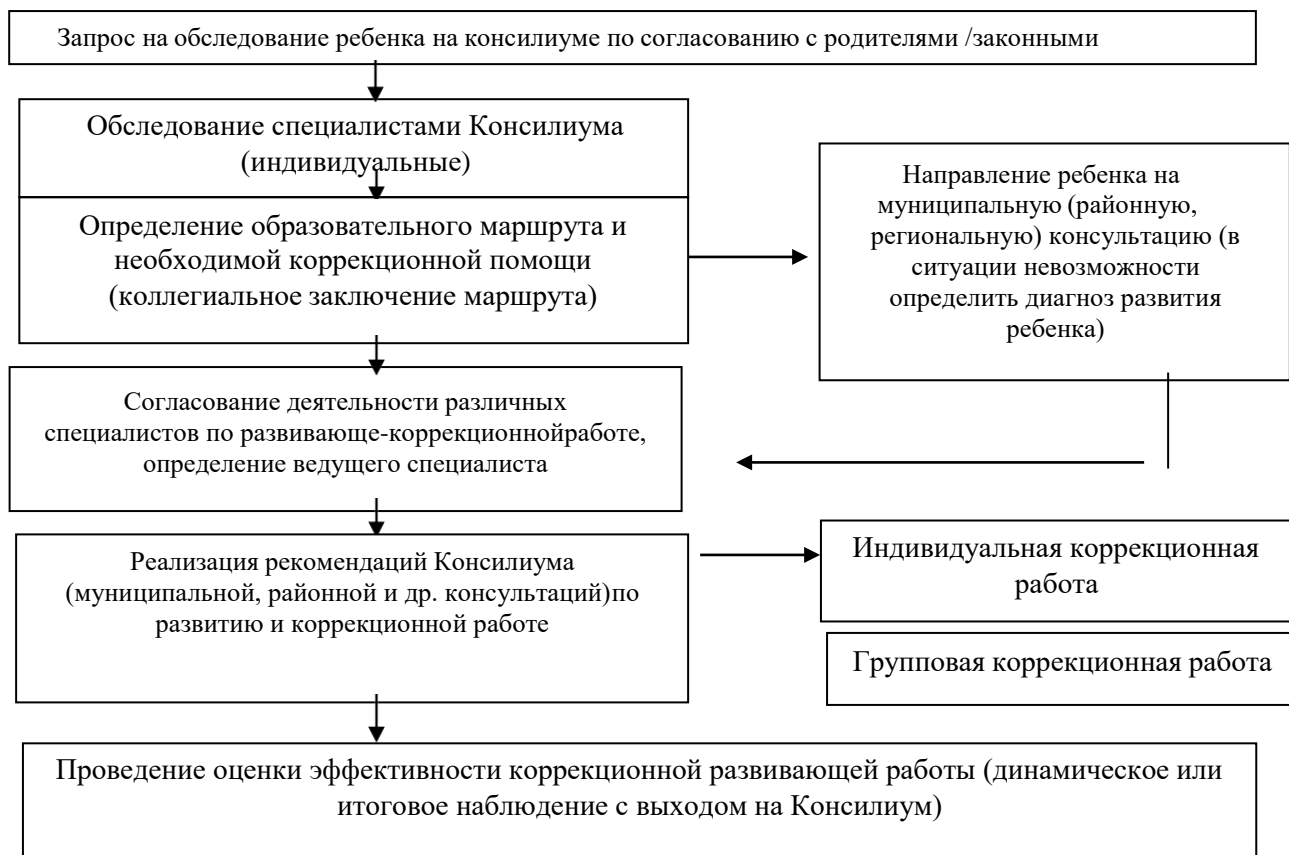 Запрос на обследование ребенка на консилиуме по согласованию с родителями /законными
Обследование специалистами Консилиума
(индивидуальные)
Определение образовательного маршрута и
необходимой коррекционной помощи
(коллегиальное заключение маршрута)
Направление ребенка на
муниципальную (районную,
региональную) консультацию (в
ситуации невозможности
определить диагноз развития
ребенка)
Согласование деятельности различных
специалистов по развивающе-коррекционнойработе,
определение ведущего специалиста
Реализация рекомендаций Консилиума
(муниципальной, районной и др. консультаций)по
развитию и коррекционной работе
Индивидуальная коррекционная
работа
Групповая коррекционная работа
Проведение оценки эффективности коррекционной развивающей работы (динамическое или
итоговое наблюдение с выходом на Консилиум)